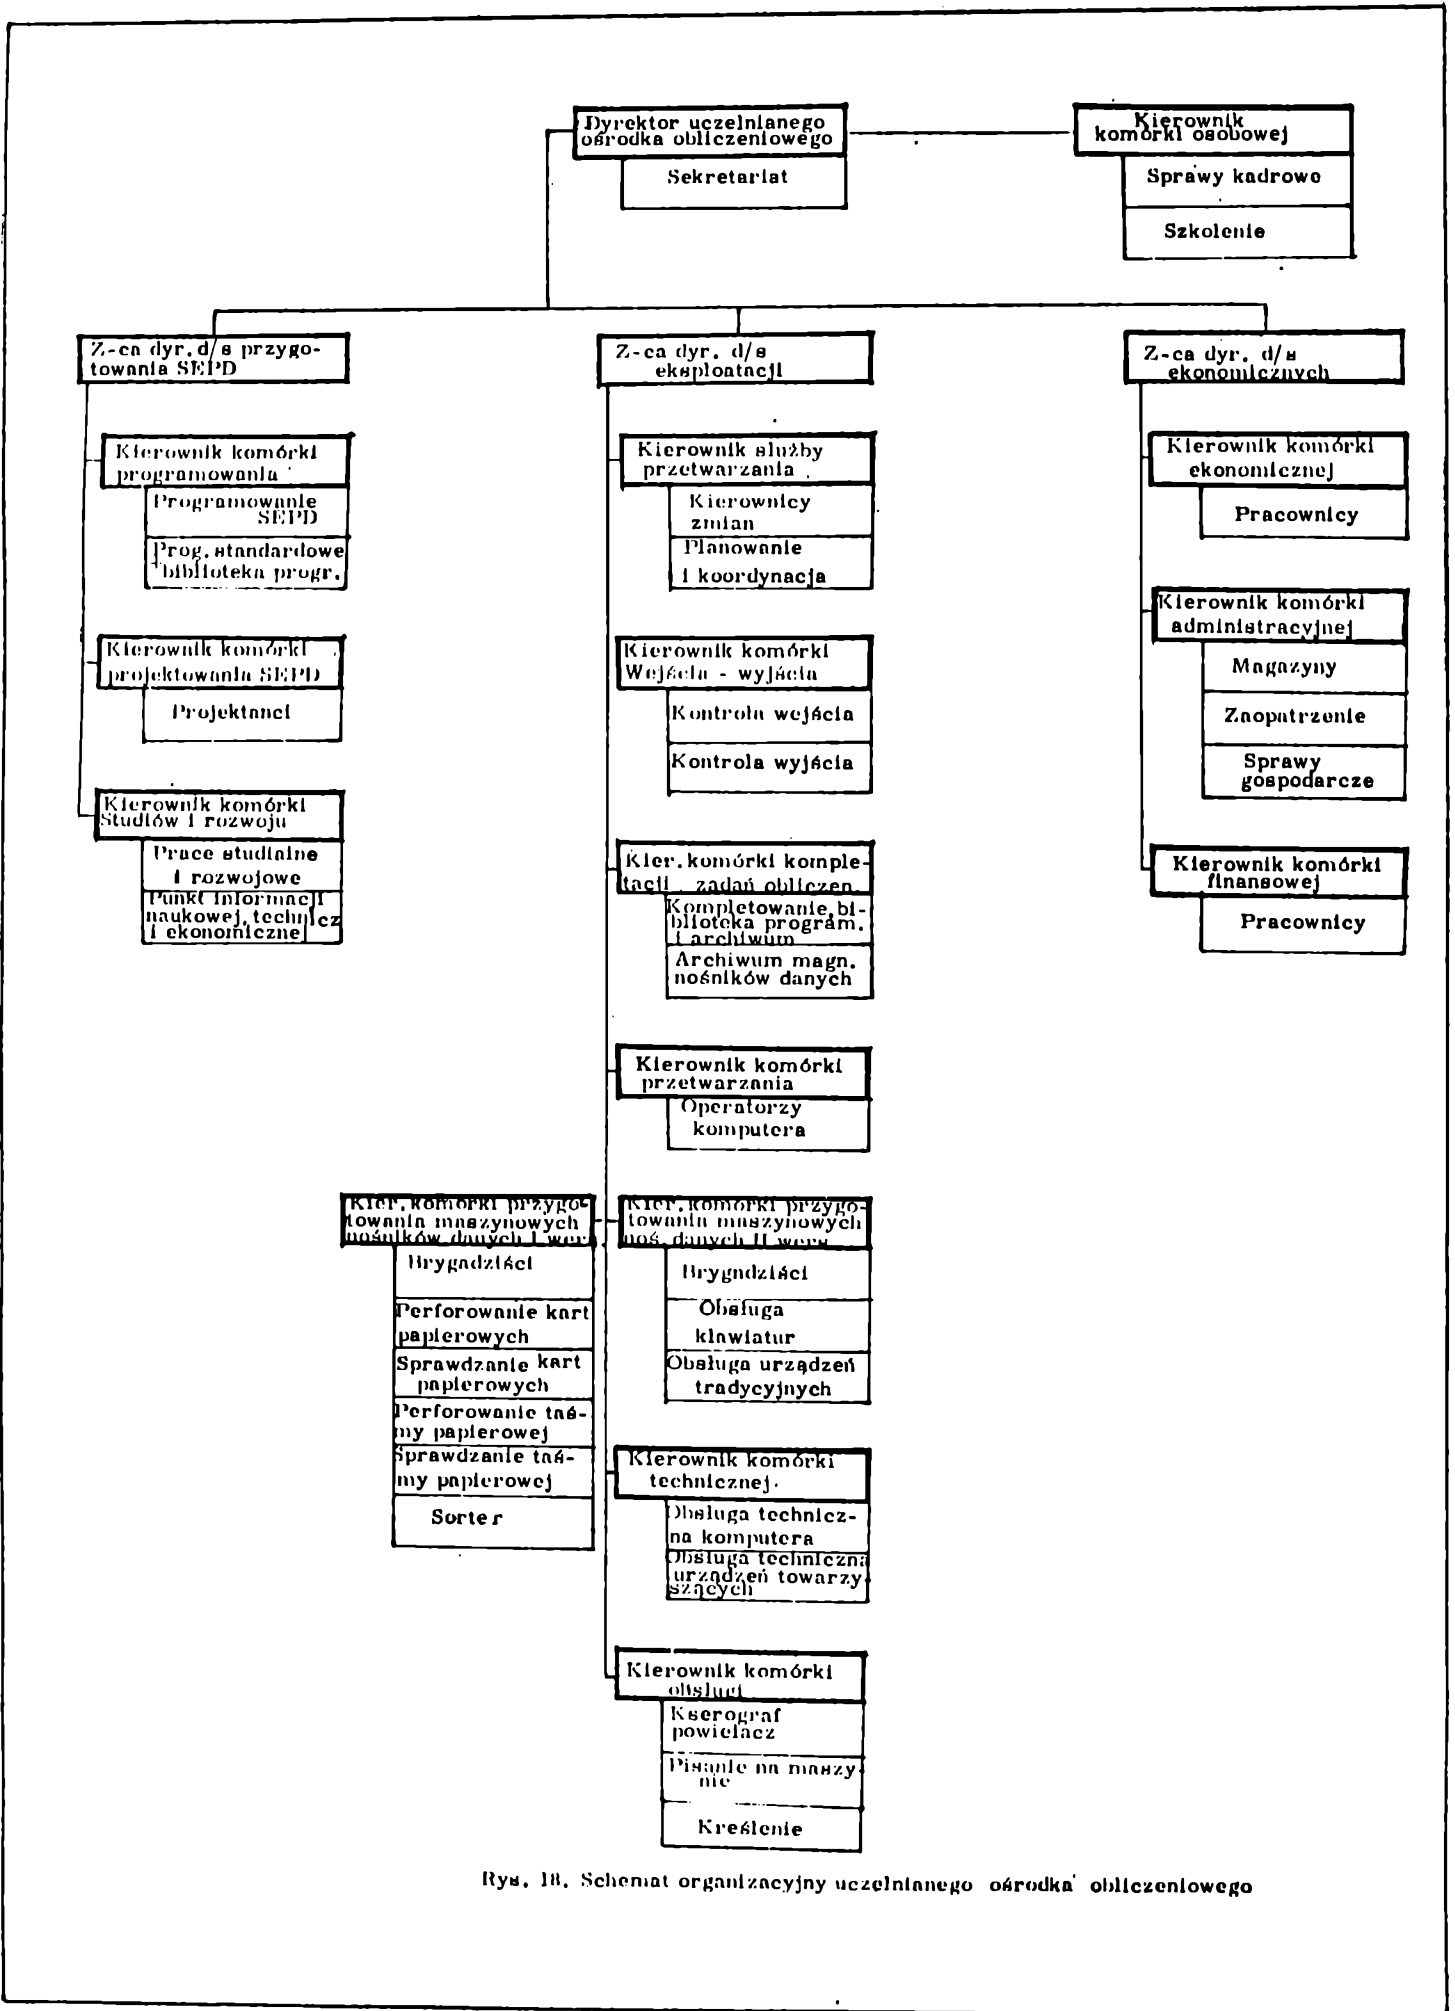 Dyrektor uczelnianego
ośrodka obliczeniowego
Sekretariat
Kierownik
komórki osobowej
Sprawy kadrowe
Szkolenie
Z-ca dyr. d/s przygo-
towania SEPD
Kierownik komórki
programowania
Programowanie
SEPD
Prog. standardowe
biblioteka progr.
Kierownik komórki
projektowania SEPD
Projektanci
Kierownik komórki
Studiów i rozwoju
Prace studialne
i rozwojowe
Punkt informacji
naukowej, technicz
i ekonomicznej
Z-ca dyr. d/s
eksploatacji
Kierownik służby
przetwarzania
Kierownicy
zmian
Planowanie
i koordynacja
Kierownik komórki
Wejścia - wyjścia
Kontrola wejścia
Kontrola wyjścia
Kier. komórki komple-
tacji zadań obliczen.
Kompletowanie, bi-
blioteka program.
i archiwum
Archiwum magn.
nośników danych
Kierownik komórki
przetwarzania
Operatorzy
komputera
Kier. komórki przygo-
towania maszynowych
nośników danych I wers
Brygadziści
Perforowanie kart
papierowych
Sprawdzanie kart
papierowych
Perforowanie taś-
my papierowej
Sprawdzanie taś-
my papierowej
Sorter
Kier. komórki przygo-
towania maszynowych
noś. danych II wers
Brygadziści
Obsługa
klawiatur
Obsługa urządzeń
tradycyjnych
Kierownik komórki
technicznej
Obsługa technicz-
na komputera
Obsługa techniczna
urządzeń towarzy
szących
Kierownik komórki
obsługi
Kserograf
powielacz
Pisanie na maszy
nie
Kreślenie
Z-ca dyr. d/s
ekonomicznych
Kierownik komórki
ekonomicznej
Pracownicy
Kierownik komórki
administracyjnej
Magazyny
Zaopatrzenie
Sprawy
gospodarcze
Kierownik komórki
finansowej
Pracownicy
Rys. 18. Schemat organizacyjny uczelnianego ośrodka obliczeniowego